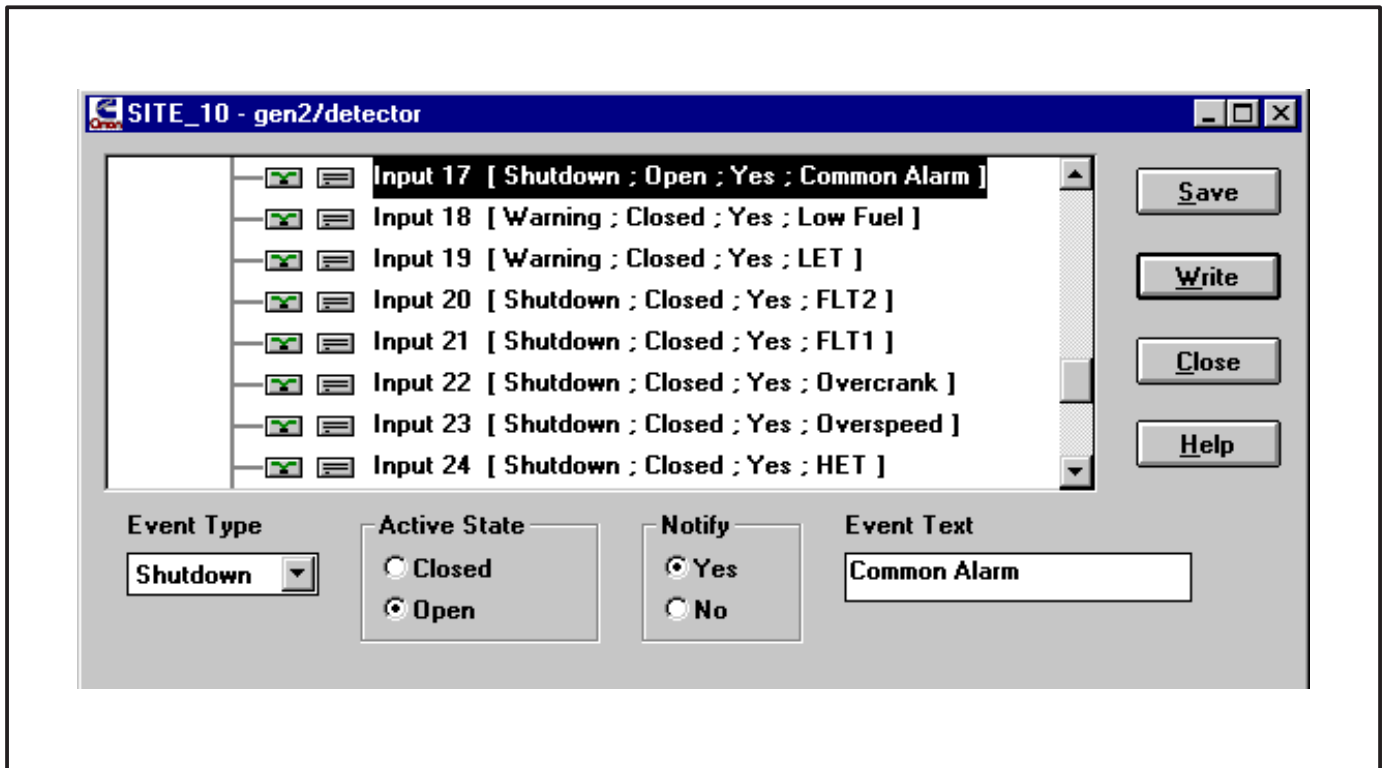 SITE_10 - gen2/detector
Input 17 [ Shutdown ; Open ; Yes ; Common Alarm ]
Input 18 [ Warning ; Closed ; Yes ; Low Fuel ]
Input 19 [ Warning ; Closed ; Yes ; LET ]
Input 20 [ Shutdown ; Closed ; Yes ; FLT2 ]
Input 21 [ Shutdown ; Closed ; Yes ; FLT1 ]
Input 22 [ Shutdown ; Closed ; Yes ; Overcrank ]
Input 23 [ Shutdown ; Closed ; Yes ; Overspeed ]
Input 24 [ Shutdown ; Closed ; Yes ; HET ]
Save
Write
Close
Help
Event Type
Shutdown
Active State
Closed
Open
Notify
Yes
No
Event Text
Common Alarm